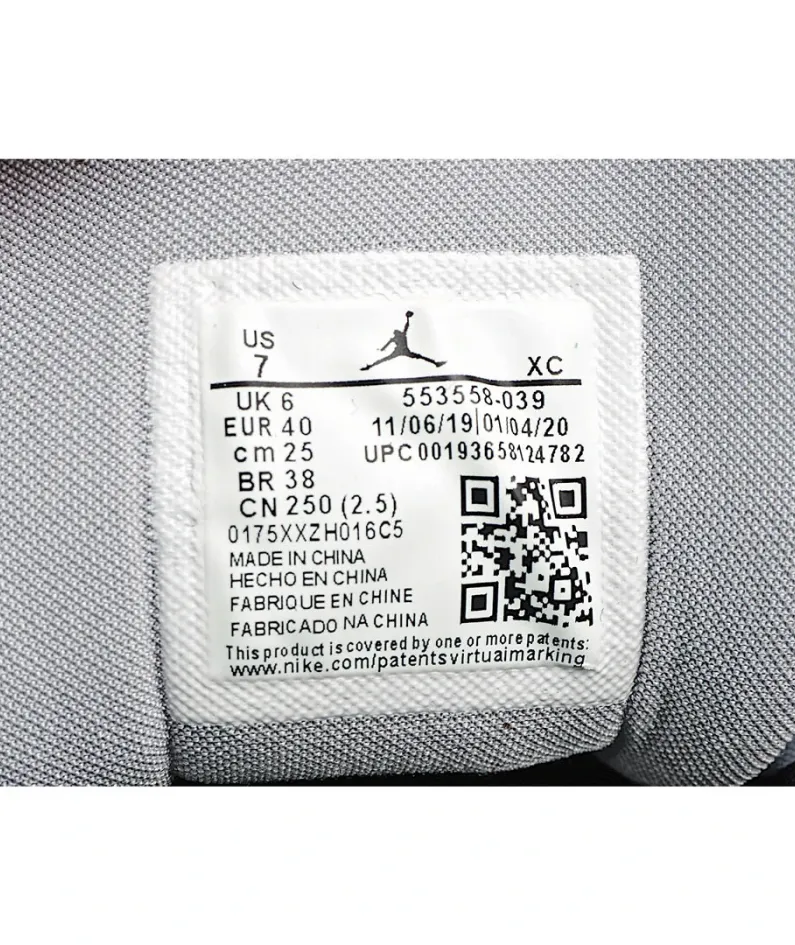 US
7
XC
UK 6
553558-039
EUR 40
11/06/19|01/04/20
cm 25
UPC 00193658124782
BR 38
CN 250 (2.5)
0175XXZH016C5
MADE IN CHINA
HECHO EN CHINA
FABRIQUE EN CHINE
FABRICADO NA CHINA
This product is covered by one or more patents:
www.nike.com/patentsvirtualmarking